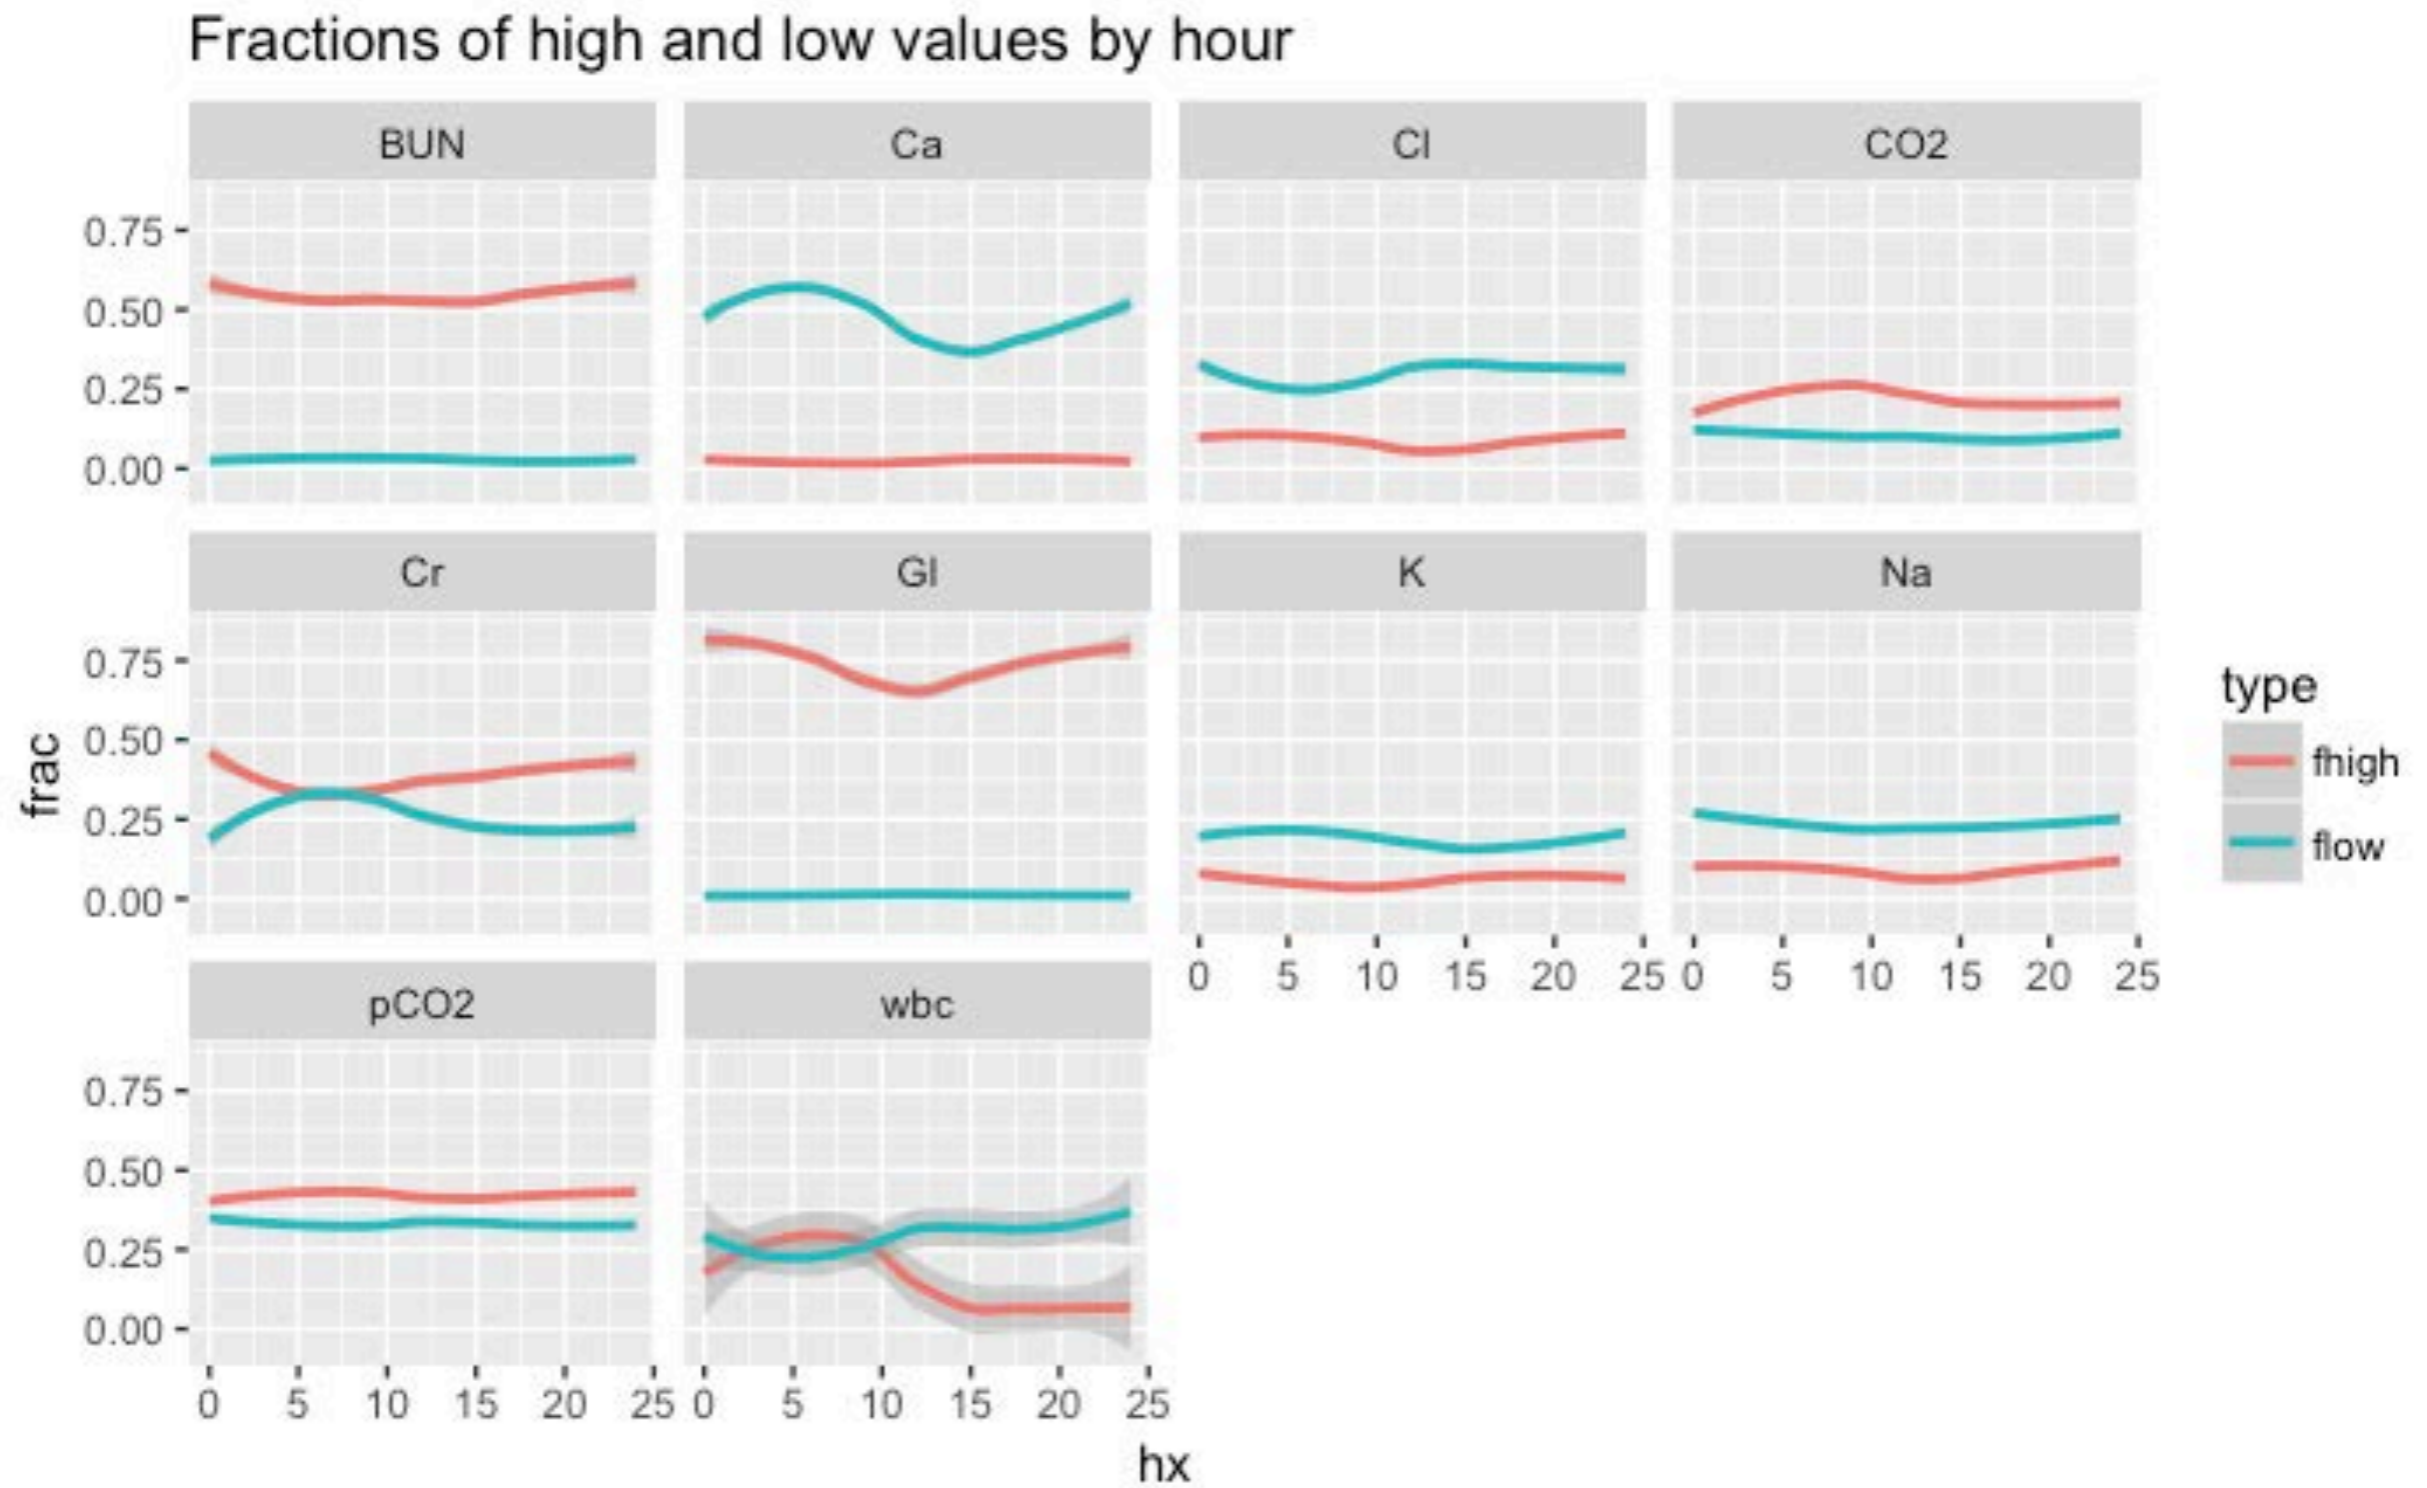 Fractions of high and low values by hour
BUN Ca Cl CO2
0.75
0.50
0.25
0.00
Cr Gl K Na
0.75
0.50
0.25
0.00
frac
type
fhigh
flow
0 5 10 15 20 25 0 5 10 15 20 25
pCO2 wbc
0.75
0.50
0.25
0.00
0 5 10 15 20 25 0 5 10 15 20 25
hx